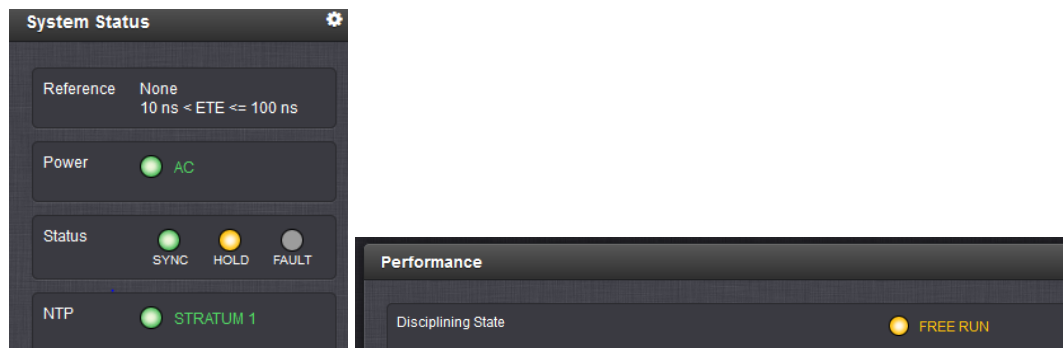 System Status
Reference None
10 ns < ETE <= 100 ns
Power AC
Status
SYNC HOLD FAULT
NTP STRATUM 1
Performance
Disciplining State FREE RUN